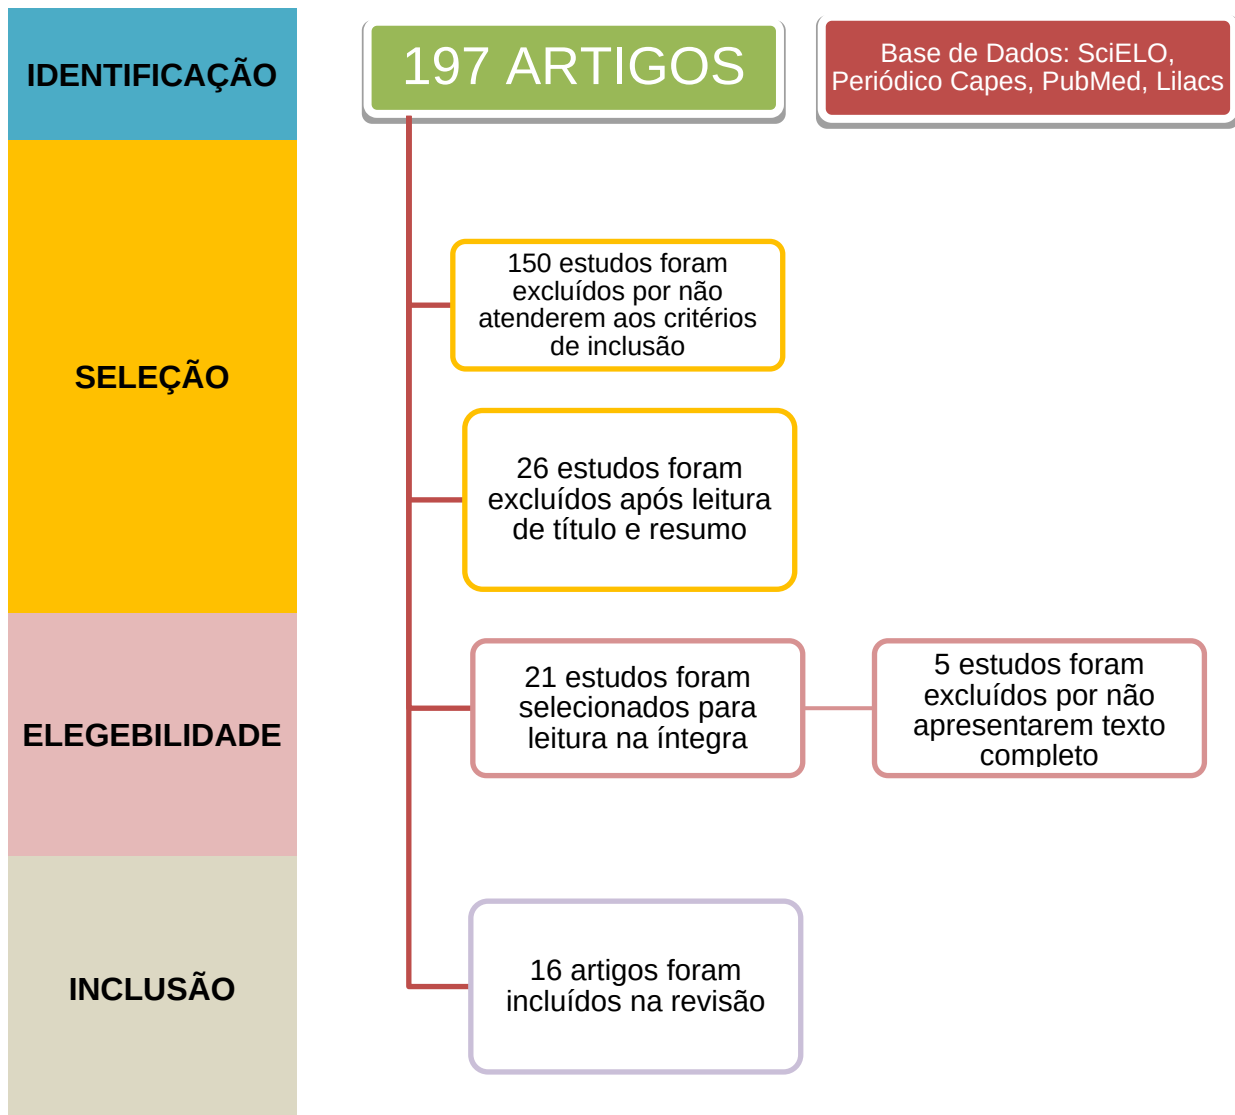 IDENTIFICAÇÃO
197 ARTIGOS
Base de Dados: SciELO,
Periódico Capes, PubMed, Lilacs
SELEÇÃO
150 estudos foram
excluídos por não
atenderem aos critérios
de inclusão
26 estudos foram
excluídos após leitura
de título e resumo
ELEGEBILIDADE
21 estudos foram
selecionados para
leitura na íntegra
5 estudos foram
excluídos por não
apresentarem texto
completo
INCLUSÃO
16 artigos foram
incluídos na revisão